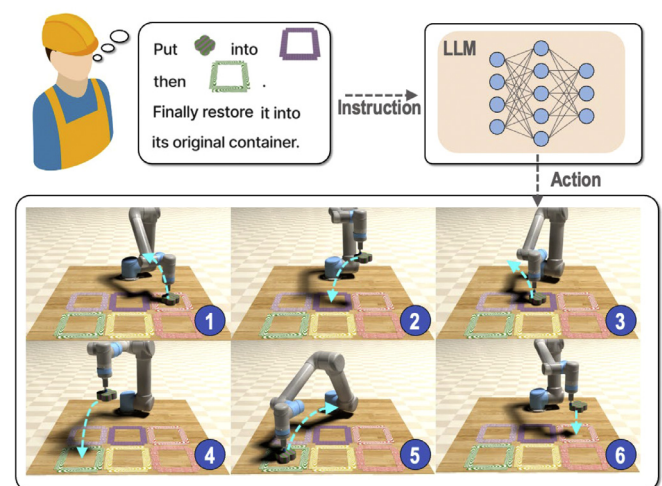 Put into
then .
Finally restore it into
its original container.
Instruction
LLM
Action
1
2
3
4
5
6